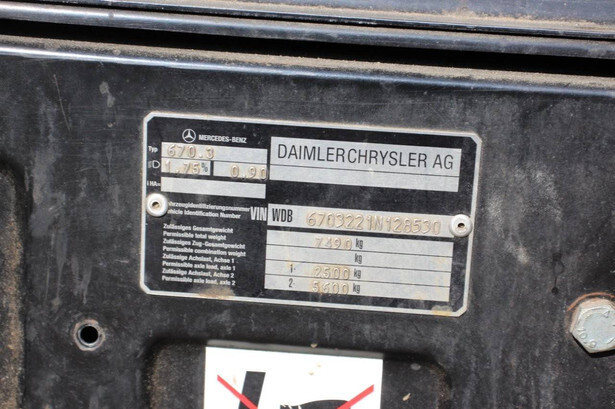 MERCEDES-BENZ
DAIMLERCHRYSLER AG
Typ 670.3
1.75% 0.90
Fahrzeugidentifizierungsnummer
Vehicle Identification Number VIN WDB 6703221N128530
Zulässiges Gesamtgewicht
Permissible total weight 7490 kg
Zulässiges Zug-Gesamtgewicht
Permissible combination weight kg
Zulässige Achslast, Achse 1
Permissible axle load, axle 1 1- 2500 kg
Zulässige Achslast, Achse 2
Permissible axle load, axle 2 2- 5600 kg